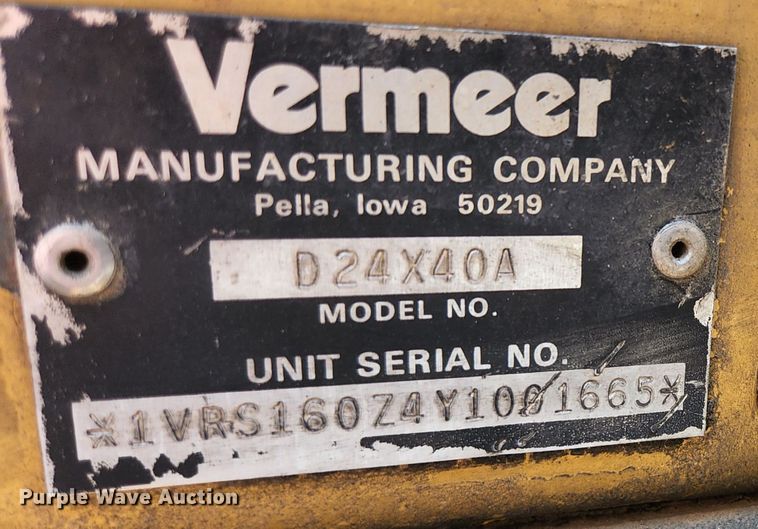 Vermeer
MANUFACTURING COMPANY
Pella, Iowa 50219
D24X40A
MODEL NO.
UNIT SERIAL NO.
*1VRS160Z4Y1001665*
Purple Wave Auction